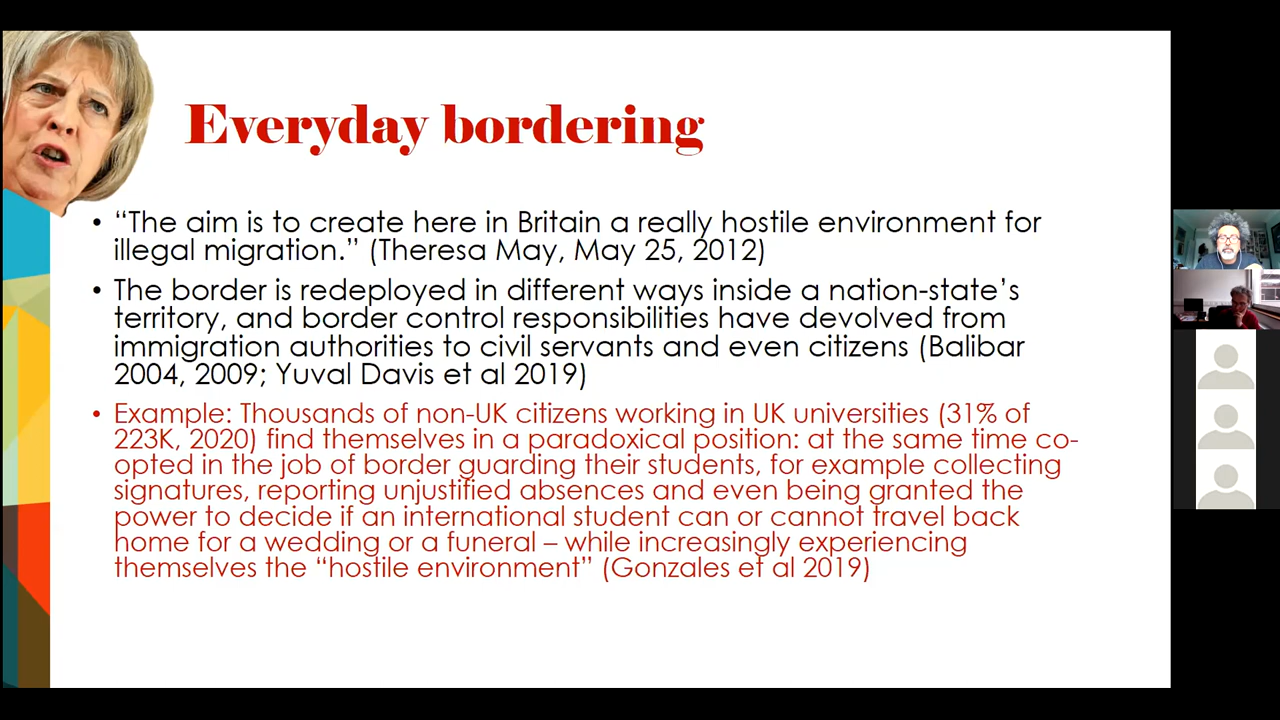 Everyday bordering
• “The aim is to create here in Britain a really hostile environment for
illegal migration.” (Theresa May, May 25, 2012)
• The border is redeployed in different ways inside a nation-state’s
territory, and border control responsibilities have devolved from
immigration authorities to civil servants and even citizens (Balibar
2004, 2009; Yuval Davis et al 2019)
• Example: Thousands of non-UK citizens working in UK universities (31% of
223K, 2020) find themselves in a paradoxical position: at the same time co-
opted in the job of border guarding their students, for example collecting
signatures, reporting unjustified absences and even being granted the
power to decide if an international student can or cannot travel back
home for a wedding or a funeral – while increasingly experiencing
themselves the “hostile environment” (Gonzales et al 2019)